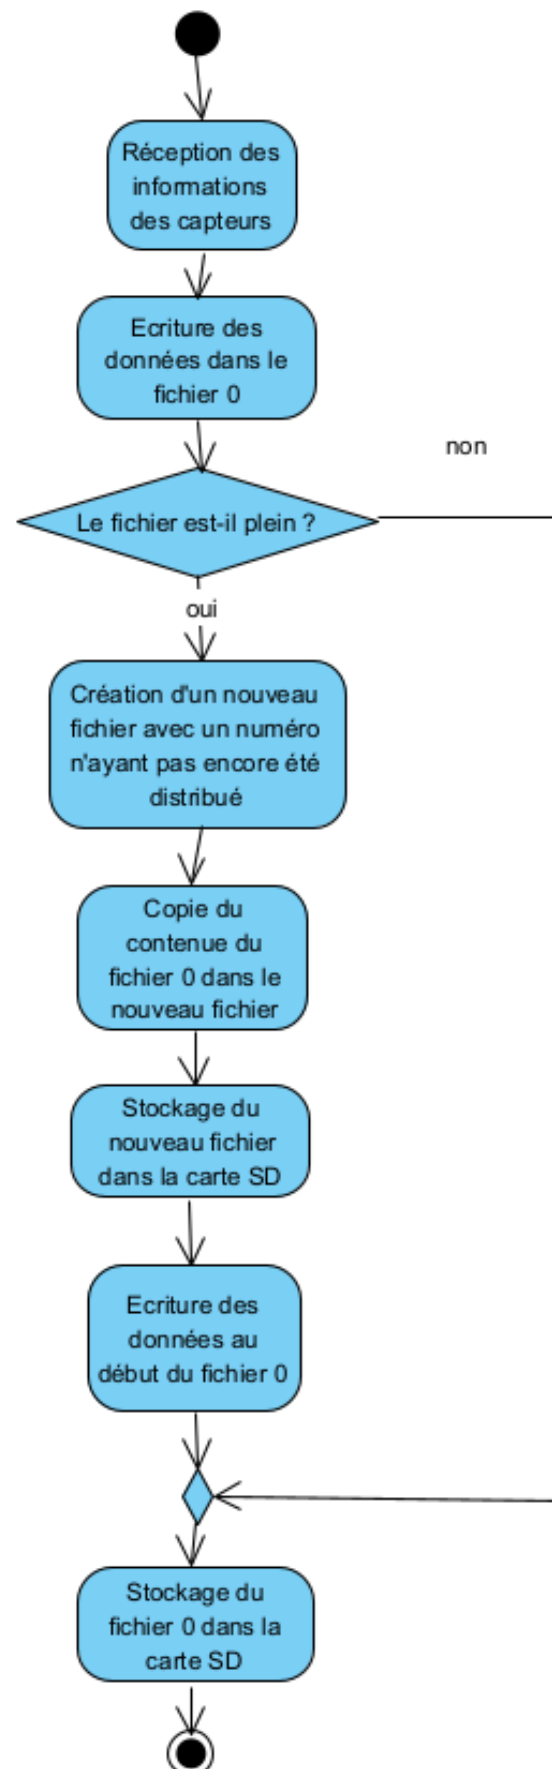 Réception des
informations
des capteurs
Ecriture des
données dans le
fichier 0
non
Le fichier est-il plein ?
oui
Création d'un nouveau
fichier avec un numéro
n'ayant pas encore été
distribué
Copie du
contenue du
fichier 0 dans le
nouveau fichier
Stockage du
nouveau fichier
dans la carte SD
Ecriture des
données au
début du fichier 0
Stockage du
fichier 0 dans la
carte SD